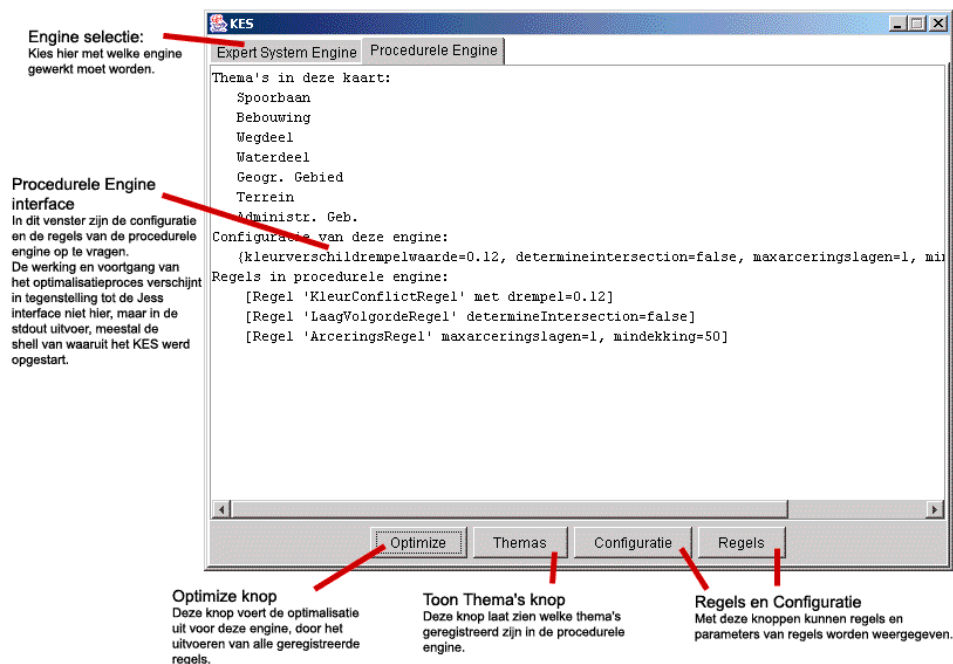 KES
Engine selectie:
Kies hier met welke engine
gewerkt moet worden.
Expert System Engine
Procedurele Engine
Thema's in deze kaart:
Spoorbaan
Bebouwing
Wegdeel
Waterdeel
Geogr. Gebied
Terrein
Administr. Geb.
Configuratie van deze engine:
{kleurverschildrempelwaarde=0.12, determineintersection=false, maxarceringslagen=1, min
Regels in procedurele engine:
[Regel 'KleurConflictRegel' met drempel=0.12]
[Regel 'LaagVolgordeRegel' determineIntersection=false]
[Regel 'ArceringsRegel' maxarceringslagen=1, mindekking=50]
Procedurele Engine
interface
In dit venster zijn de configuratie
en de regels van de procedurele
engine op te vragen.
De werking en voortgang van
het optimalisatieproces verschijnt
in tegenstelling tot de Jess
interface niet hier, maar in de
stdout uitvoer, meestal de
shell van waaruit het KES werd
opgestart.
Optimize
Themas
Configuratie
Regels
Optimize knop
Deze knop voert de optimalisatie
uit voor deze engine, door het
uitvoeren van alle geregistreerde
regels.
Toon Thema's knop
Deze knop laat zien welke thema's
geregistreerd zijn in de procedurele
engine.
Regels en Configuratie
Met deze knoppen kunnen regels en
parameters van regels worden weergegeven.